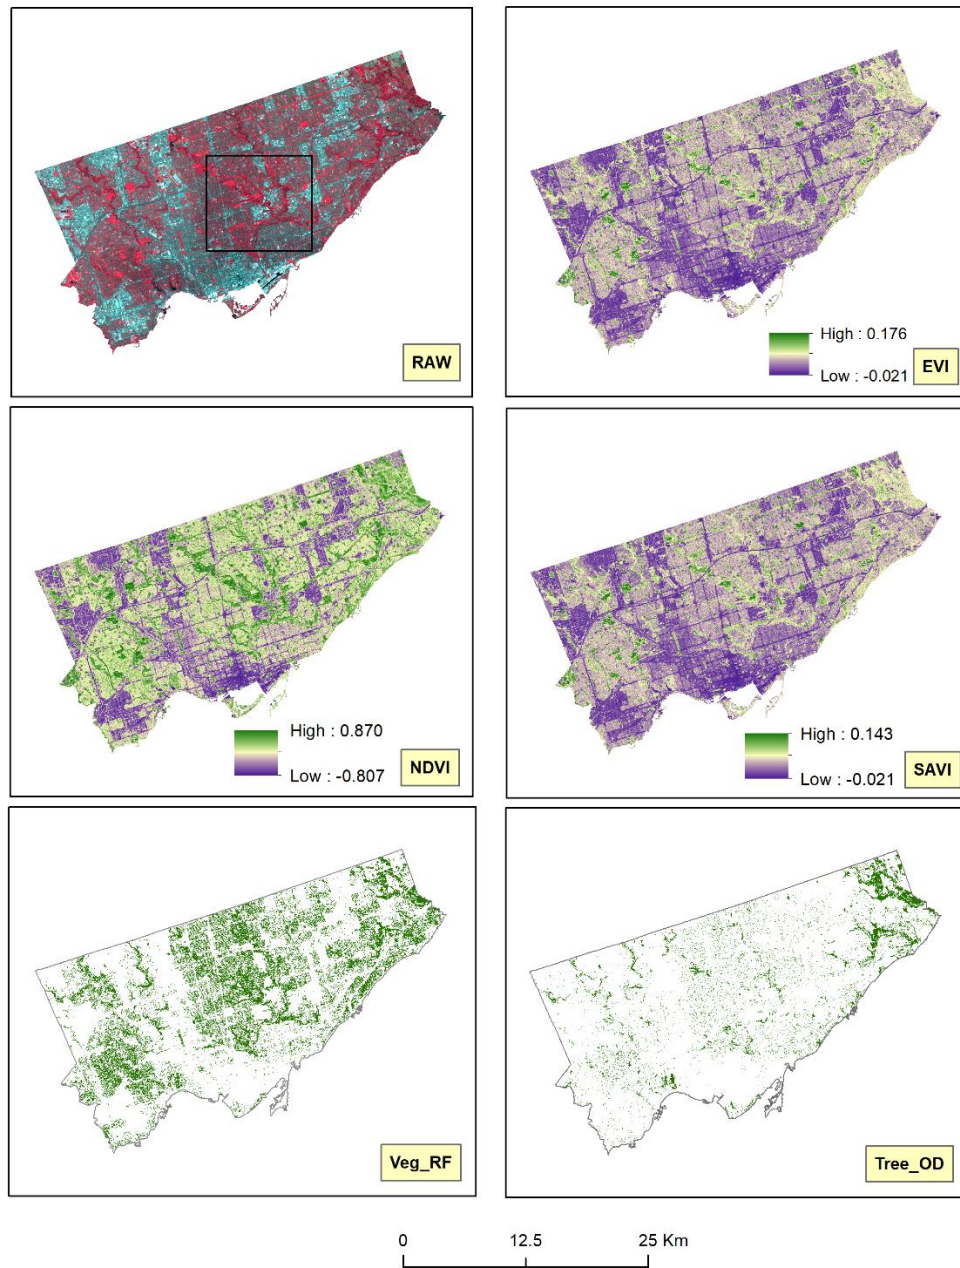 RAW
High : 0.176
Low : -0.021
EVI
High : 0.870
Low : -0.807
NDVI
High : 0.143
Low : -0.021
SAVI
Veg_RF
Tree_OD
0 12.5 25 Km